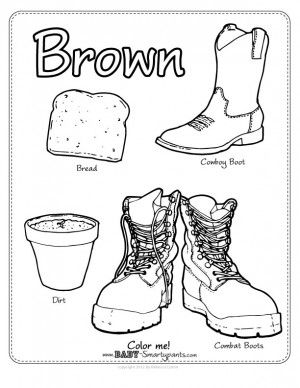 Brown
Bread
Cowboy Boot
Dirt
Combat Boots
Color me!
www.BABY-Smartypants.com